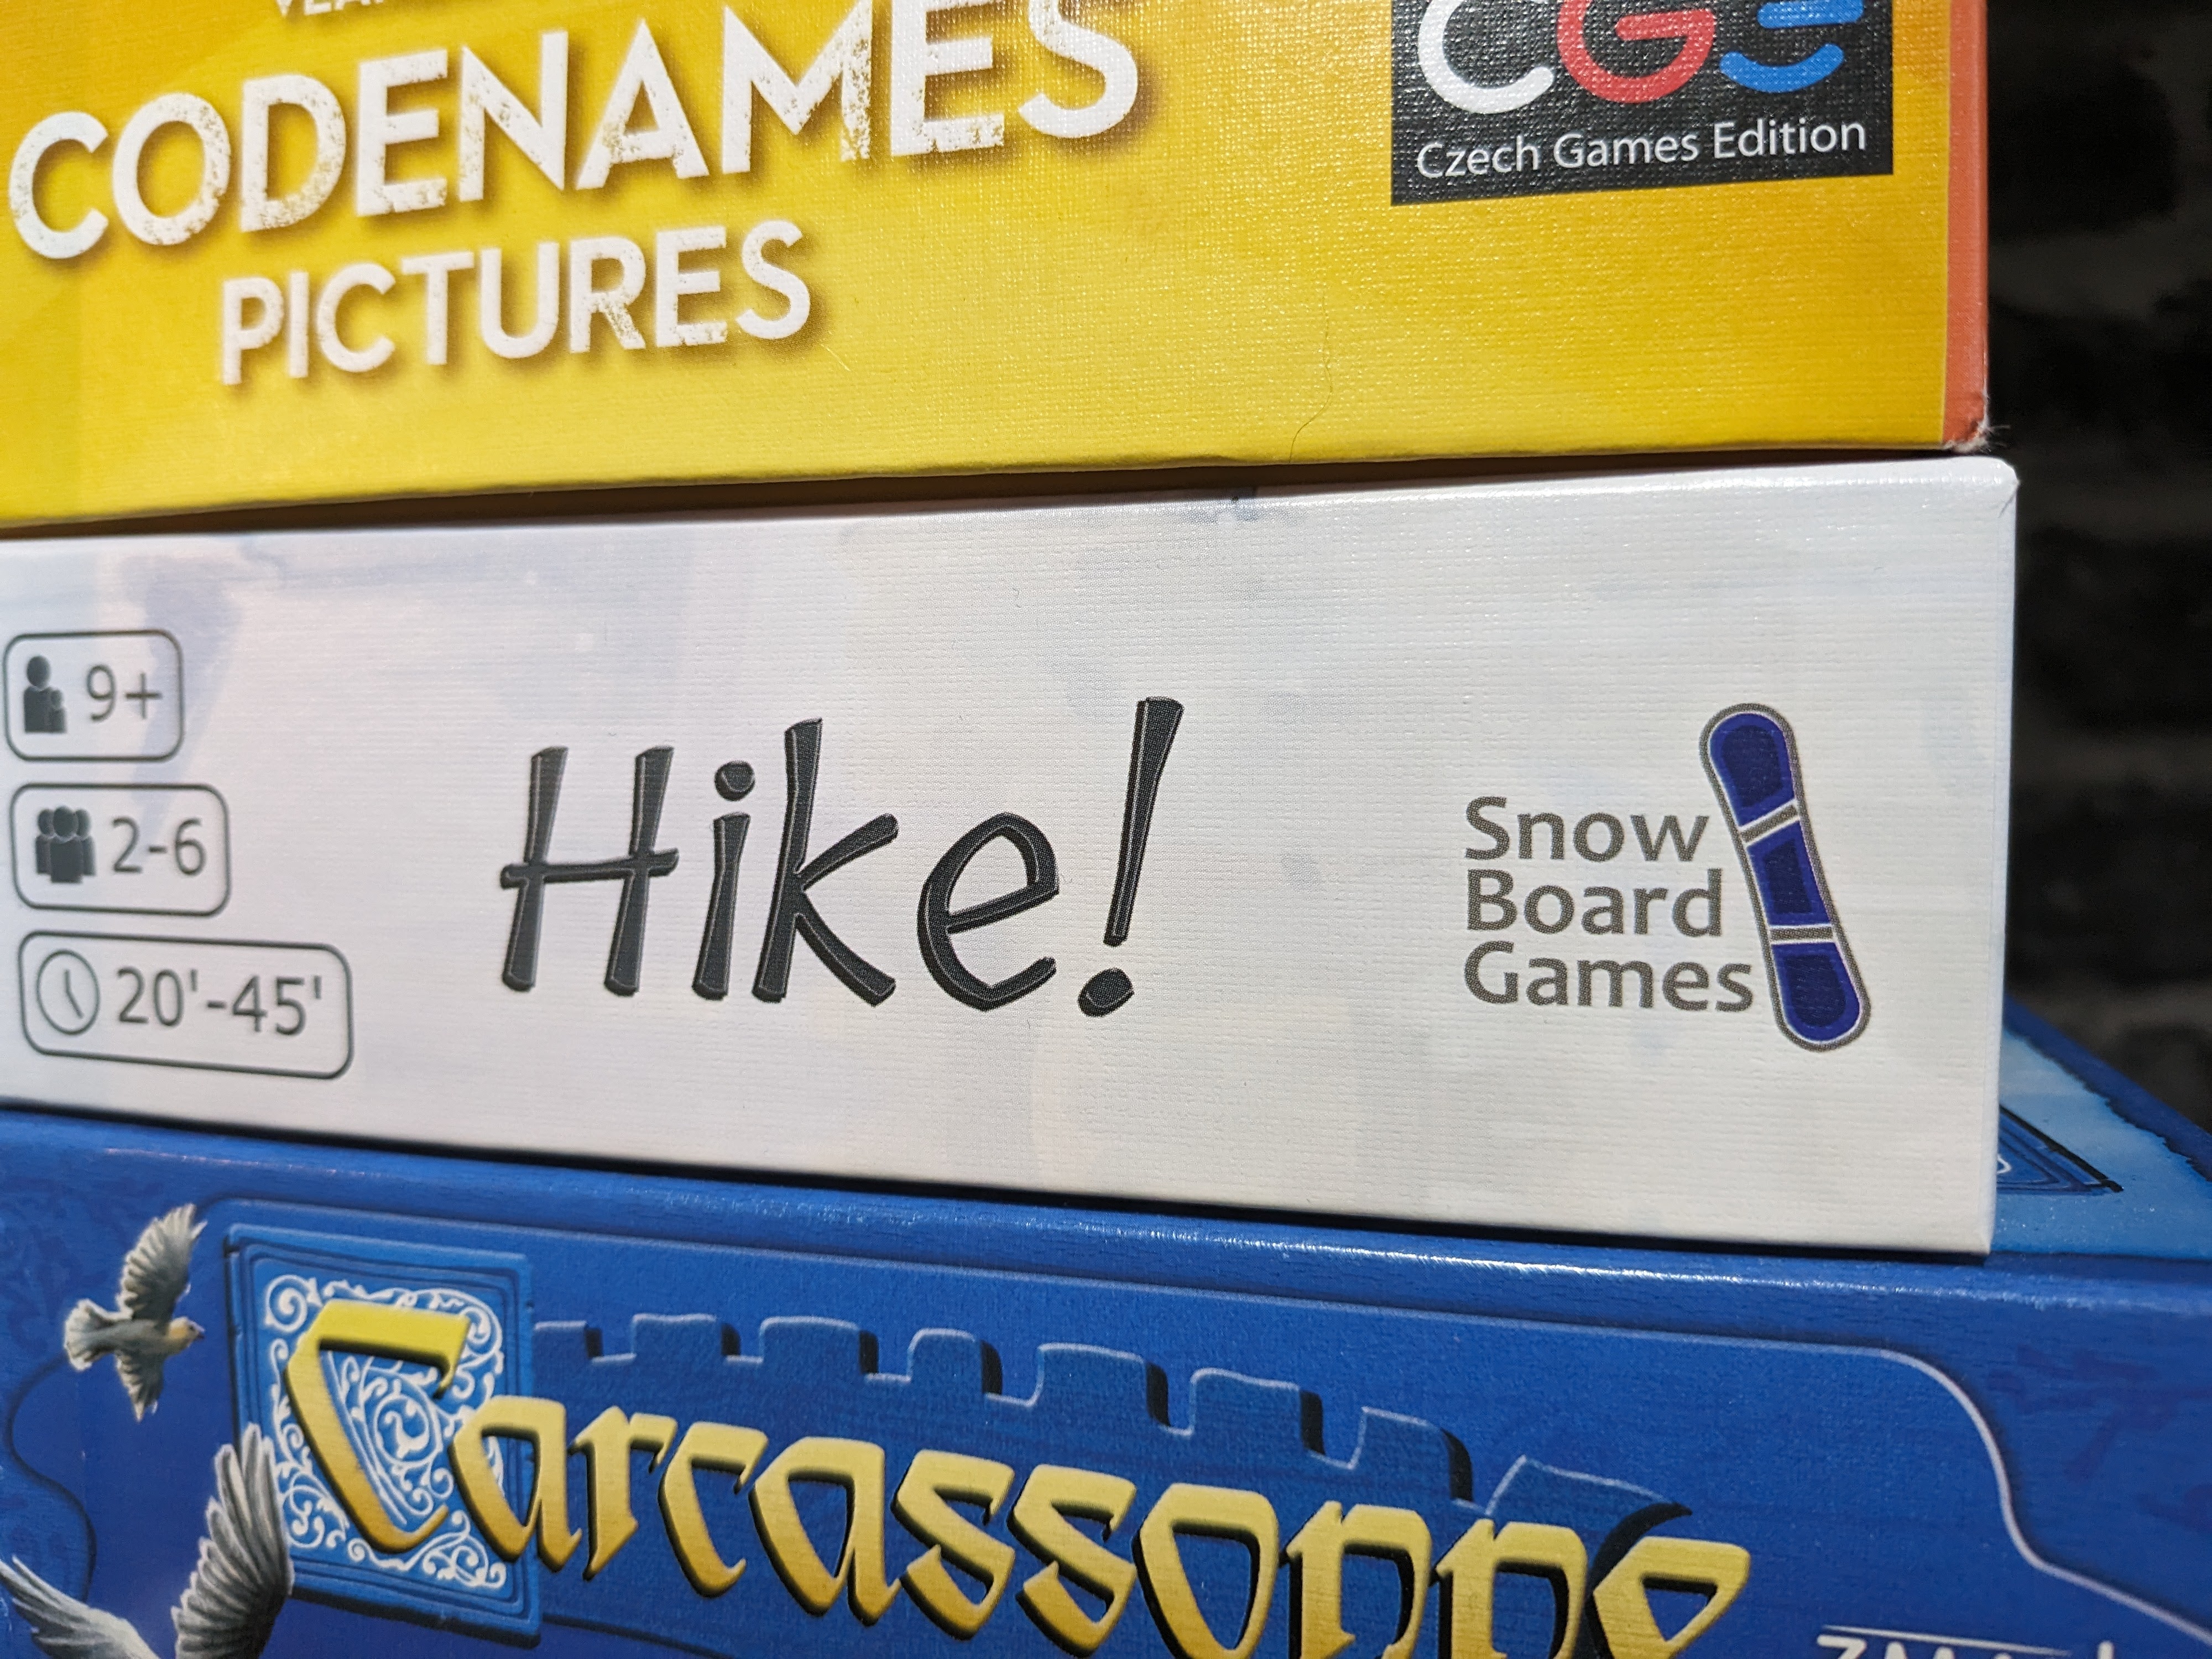 CODENAMES
PICTURES
CGE
Czech Games Edition
9+
2-6
20'-45'
Hike!
Snow
Board
Games
Carcassonne